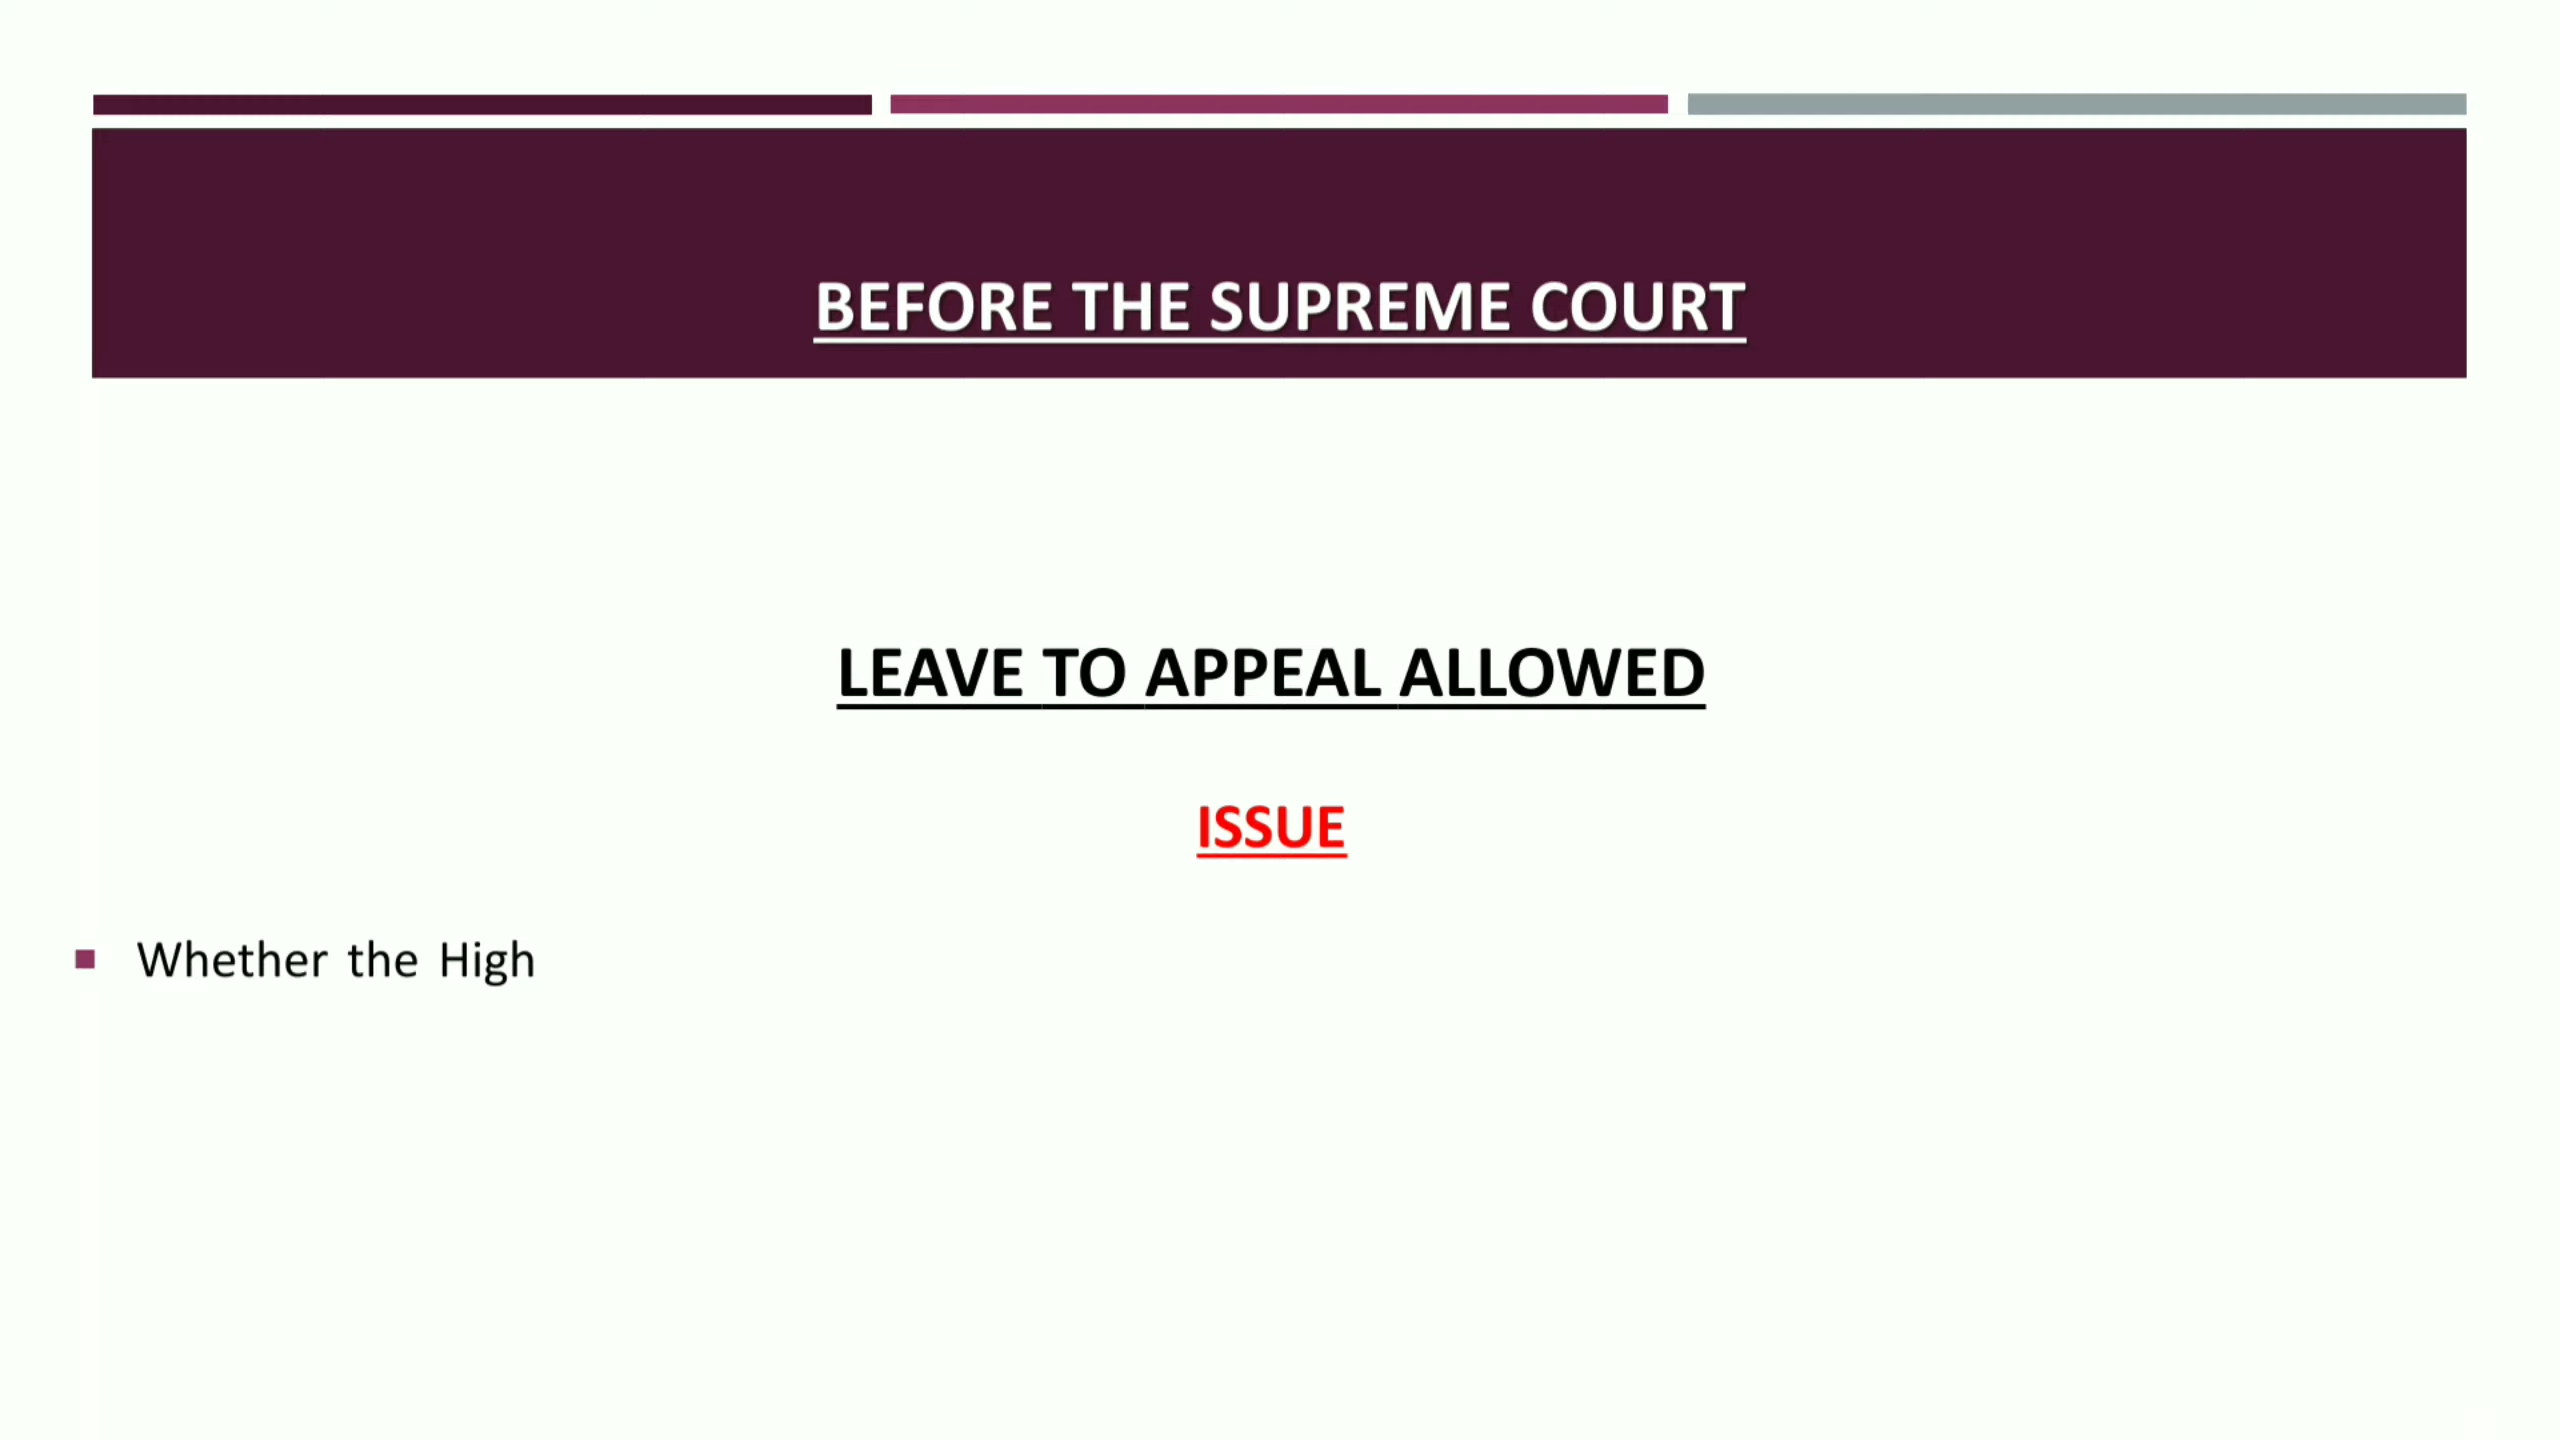 BEFORE THE SUPREME COURT
LEAVE TO APPEAL ALLOWED
ISSUE
Whether the High